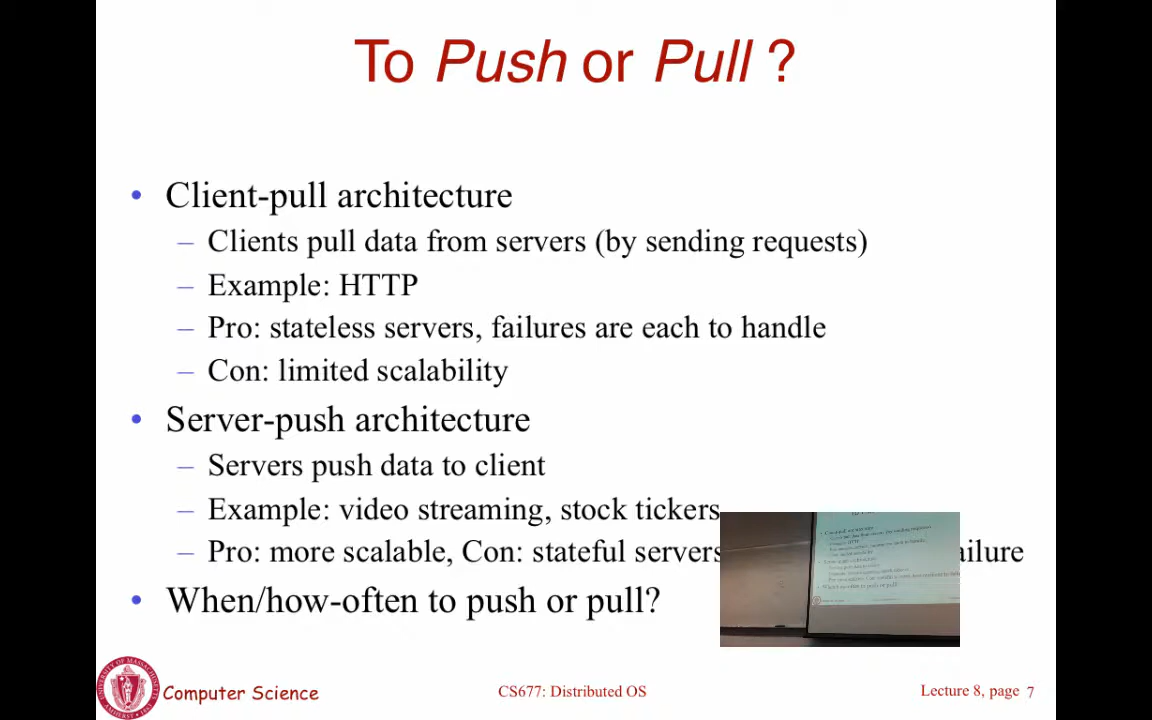 To Push or Pull ?
• Client-pull architecture
– Clients pull data from servers (by sending requests)
– Example: HTTP
– Pro: stateless servers, failures are each to handle
– Con: limited scalability
• Server-push architecture
– Servers push data to client
– Example: video streaming, stock tickers
– Pro: more scalable, Con: stateful servers ailure
• When/how-often to push or pull?
Computer Science
CS677: Distributed OS
Lecture 8, page 7